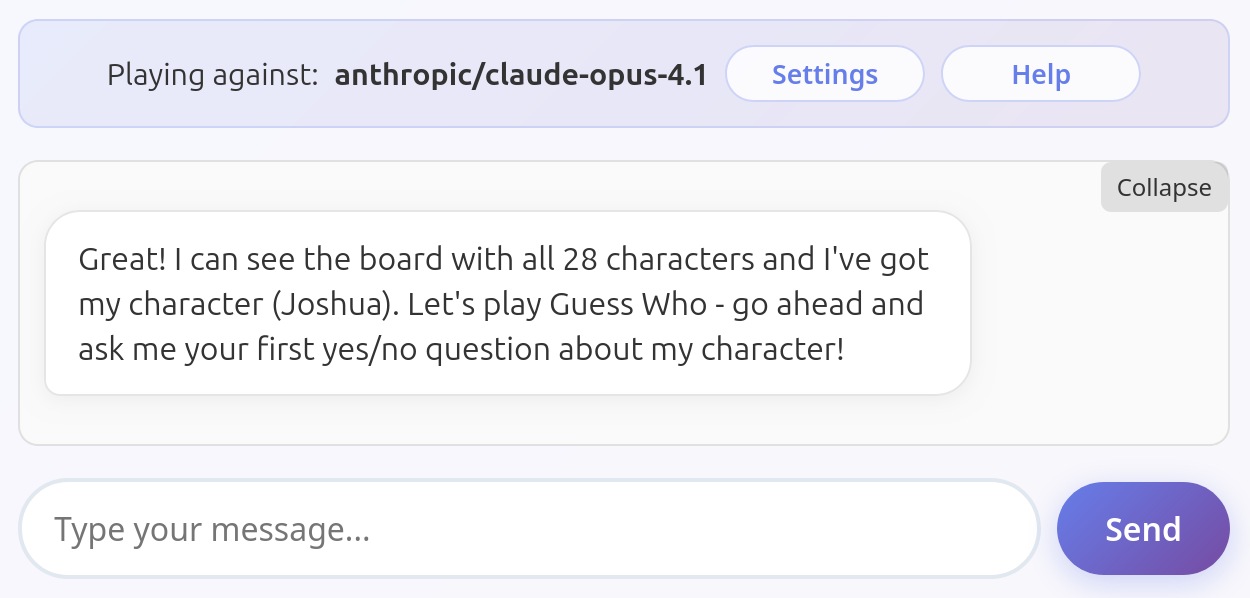 Playing against: anthropic/claude-opus-4.1 Settings Help
Collapse
Great! I can see the board with all 28 characters and I've got
my character (Joshua). Let's play Guess Who - go ahead and
ask me your first yes/no question about my character!
Type your message... Send